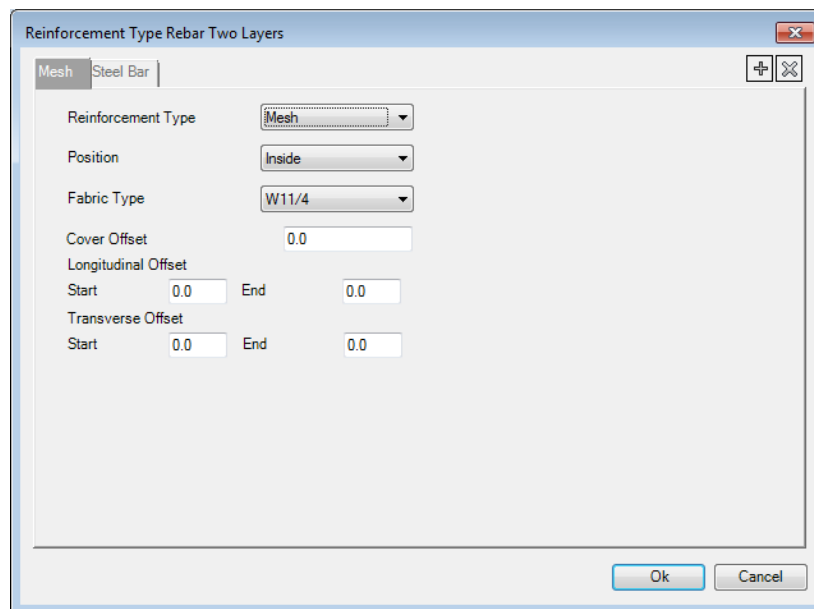 Reinforcement Type Rebar Two Layers
Mesh Steel Bar
Reinforcement Type Mesh
Position Inside
Fabric Type W11/4
Cover Offset 0.0
Longitudinal Offset
Start 0.0 End 0.0
Transverse Offset
Start 0.0 End 0.0
Ok Cancel